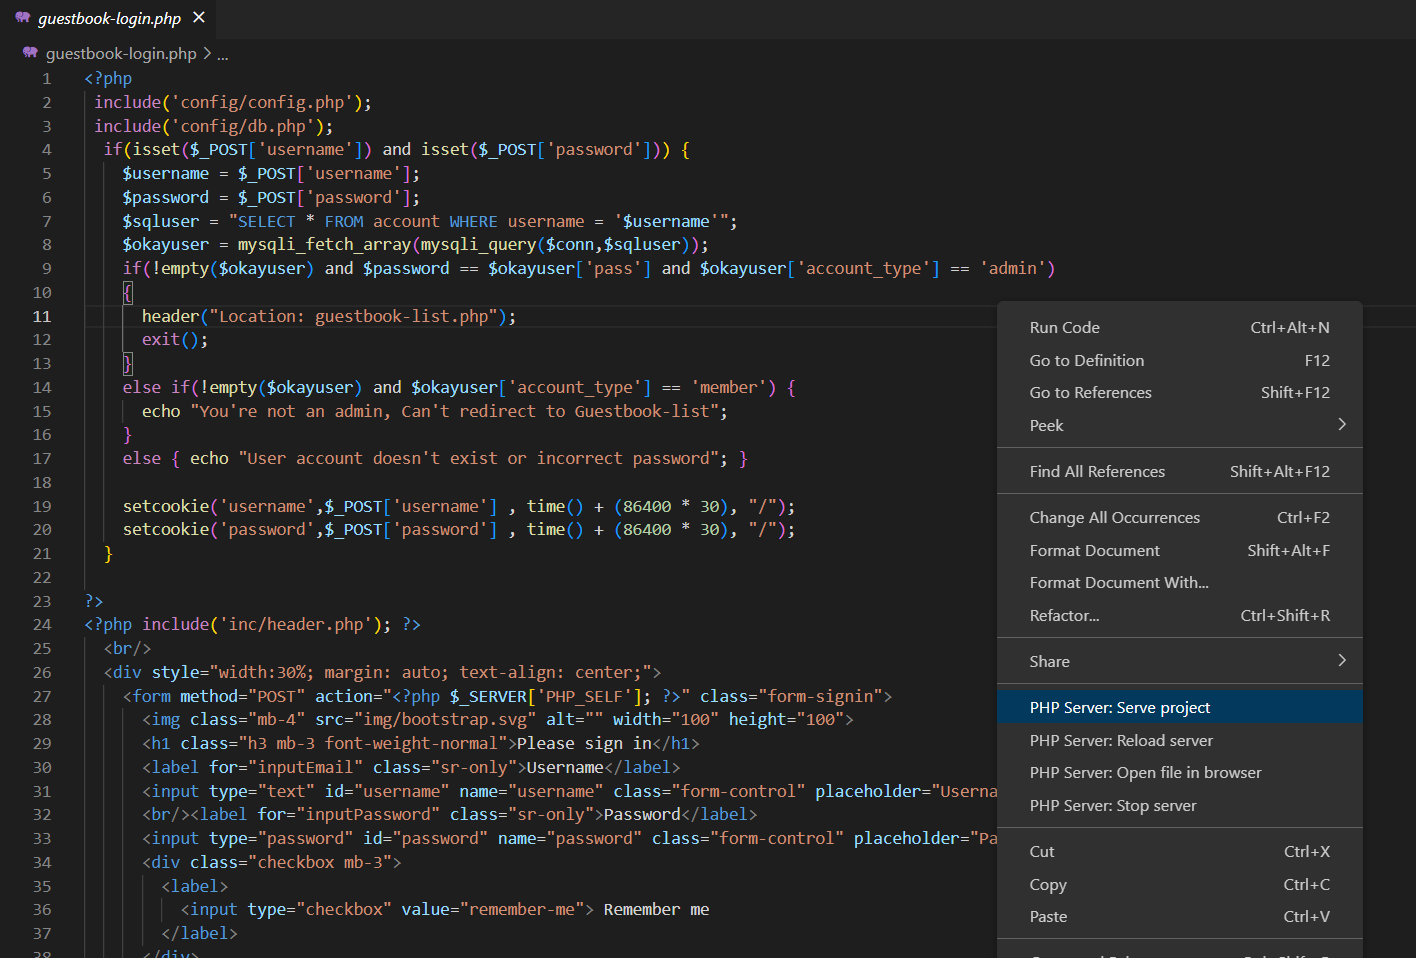 guestbook-login.php
guestbook-login.php > ...
1 <?php
2 include('config/config.php');
3 include('config/db.php');
4 if(isset($_POST['username']) and isset($_POST['password'])) {
5 $username = $_POST['username'];
6 $password = $_POST['password'];
7 $sqluser = "SELECT * FROM account WHERE username = '$username'";
8 $okayuser = mysqli_fetch_array(mysqli_query($conn,$sqluser));
9 if(!empty($okayuser) and $password == $okayuser['pass'] and $okayuser['account_type'] == 'admin')
10 {
11 header("Location: guestbook-list.php");
12 exit();
13 }
14 else if(!empty($okayuser) and $okayuser['account_type'] == 'member') {
15 echo "You're not an admin, Can't redirect to Guestbook-list";
16 }
17 else { echo "User account doesn't exist or incorrect password"; }
18
19 setcookie('username',$_POST['username'] , time() + (86400 * 30), "/");
20 setcookie('password',$_POST['password'] , time() + (86400 * 30), "/");
21 }
22
23 ?>
24 <?php include('inc/header.php'); ?>
25 <br/>
26 <div style="width:30%; margin: auto; text-align: center;">
27 <form method="POST" action="<?php $_SERVER['PHP_SELF']; ?>" class="form-signin">
28 <img class="mb-4" src="img/bootstrap.svg" alt="" width="100" height="100">
29 <h1 class="h3 mb-3 font-weight-normal">Please sign in</h1>
30 <label for="inputEmail" class="sr-only">Username</label>
31 <input type="text" id="username" name="username" class="form-control" placeholder="Userna
32 <br/><label for="inputPassword" class="sr-only">Password</label>
33 <input type="password" id="password" name="password" class="form-control" placeholder="Pa
34 <div class="checkbox mb-3">
35 <label>
36 <input type="checkbox" value="remember-me"> Remember me
37 </label>
38 </div>
Run Code Ctrl+Alt+N
Go to Definition F12
Go to References Shift+F12
Peek
Find All References Shift+Alt+F12
Change All Occurrences Ctrl+F2
Format Document Shift+Alt+F
Format Document With...
Refactor... Ctrl+Shift+R
Share
PHP Server: Serve project
PHP Server: Reload server
PHP Server: Open file in browser
PHP Server: Stop server
Cut Ctrl+X
Copy Ctrl+C
Paste Ctrl+V